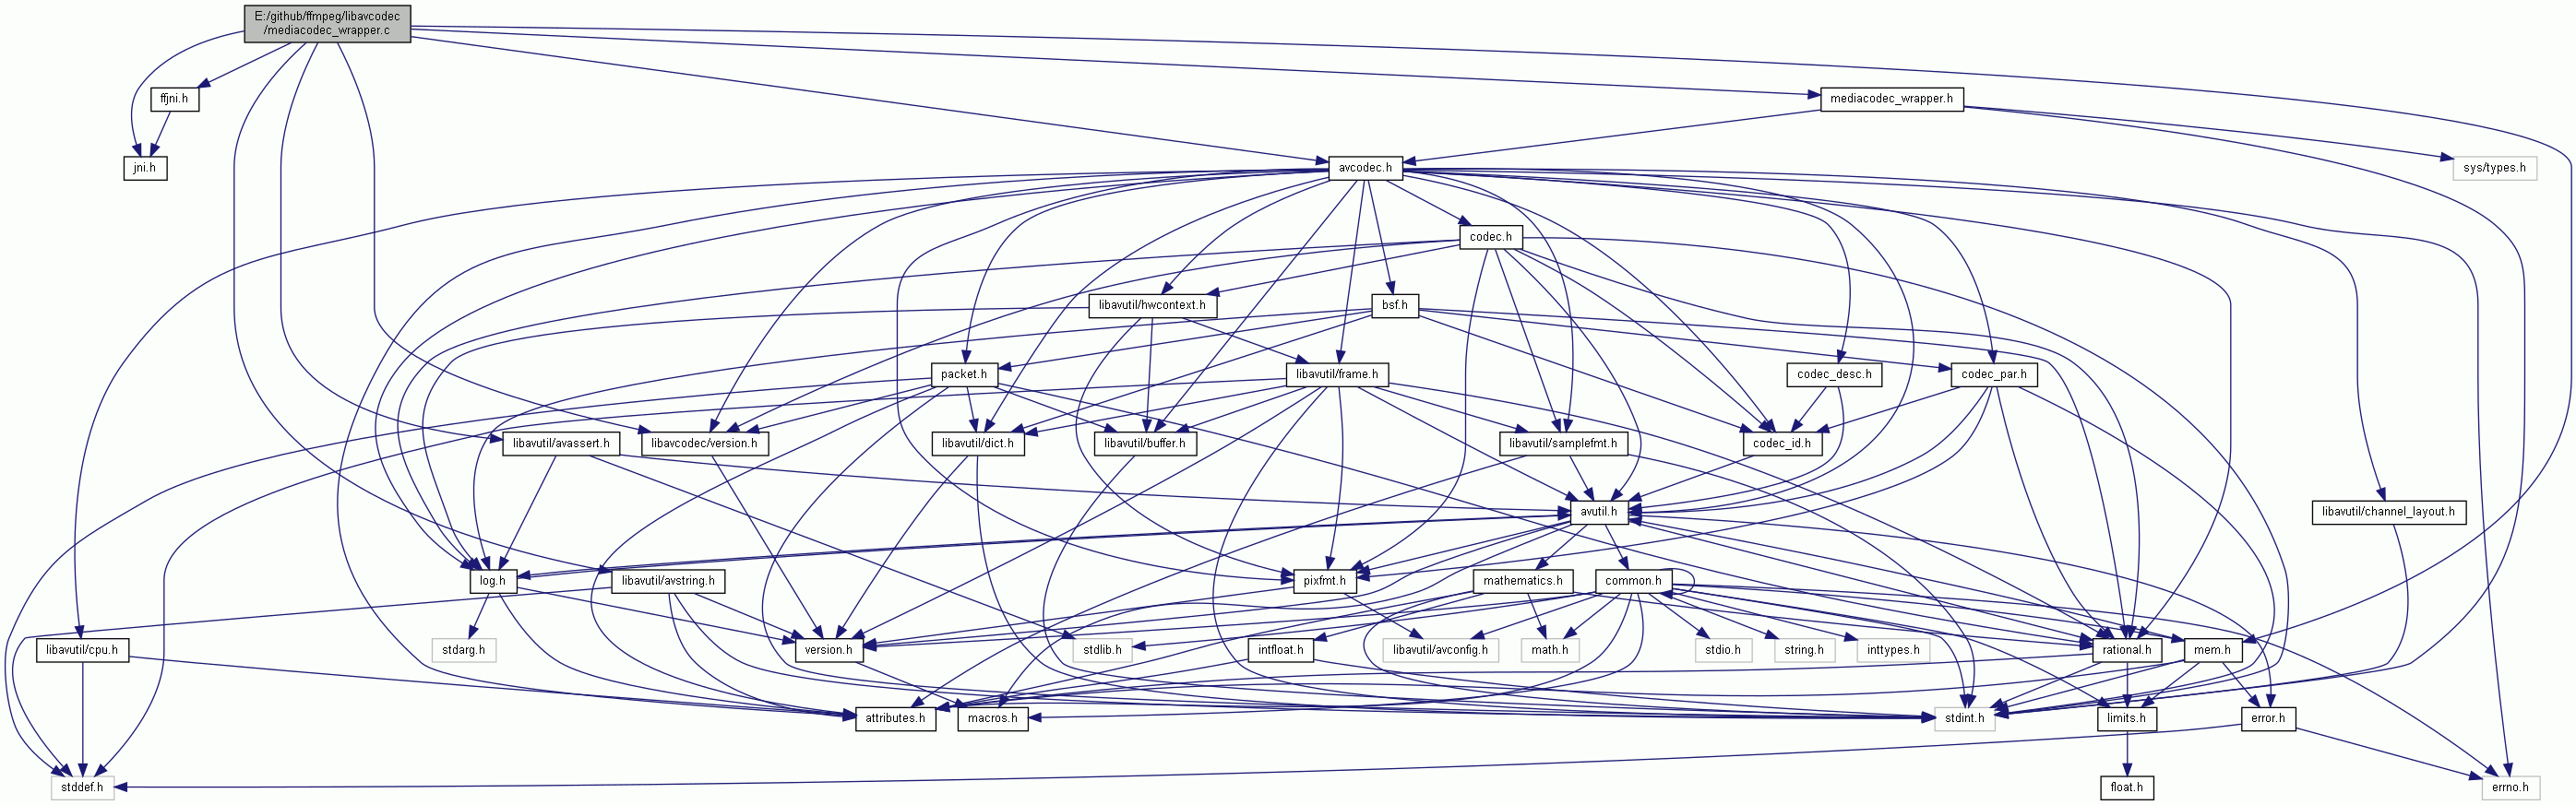 E:/github/ffmpeg/libavcodec
/mediacodec_wrapper.c
ffjni.h
mediacodec_wrapper.h
jni.h
avcodec.h
sys/types.h
codec.h
libavutil/hwcontext.h
bsf.h
packet.h
libavutil/frame.h
codec_desc.h
codec_par.h
libavutil/avassert.h
libavcodec/version.h
libavutil/dict.h
libavutil/buffer.h
libavutil/samplefmt.h
codec_id.h
avutil.h
libavutil/channel_layout.h
log.h
libavutil/avstring.h
pixfmt.h
mathematics.h
common.h
libavutil/cpu.h
stdarg.h
version.h
stdlib.h
intfloat.h
libavutil/avconfig.h
math.h
stdio.h
string.h
inttypes.h
rational.h
mem.h
attributes.h
macros.h
stdint.h
limits.h
error.h
stddef.h
float.h
errno.h